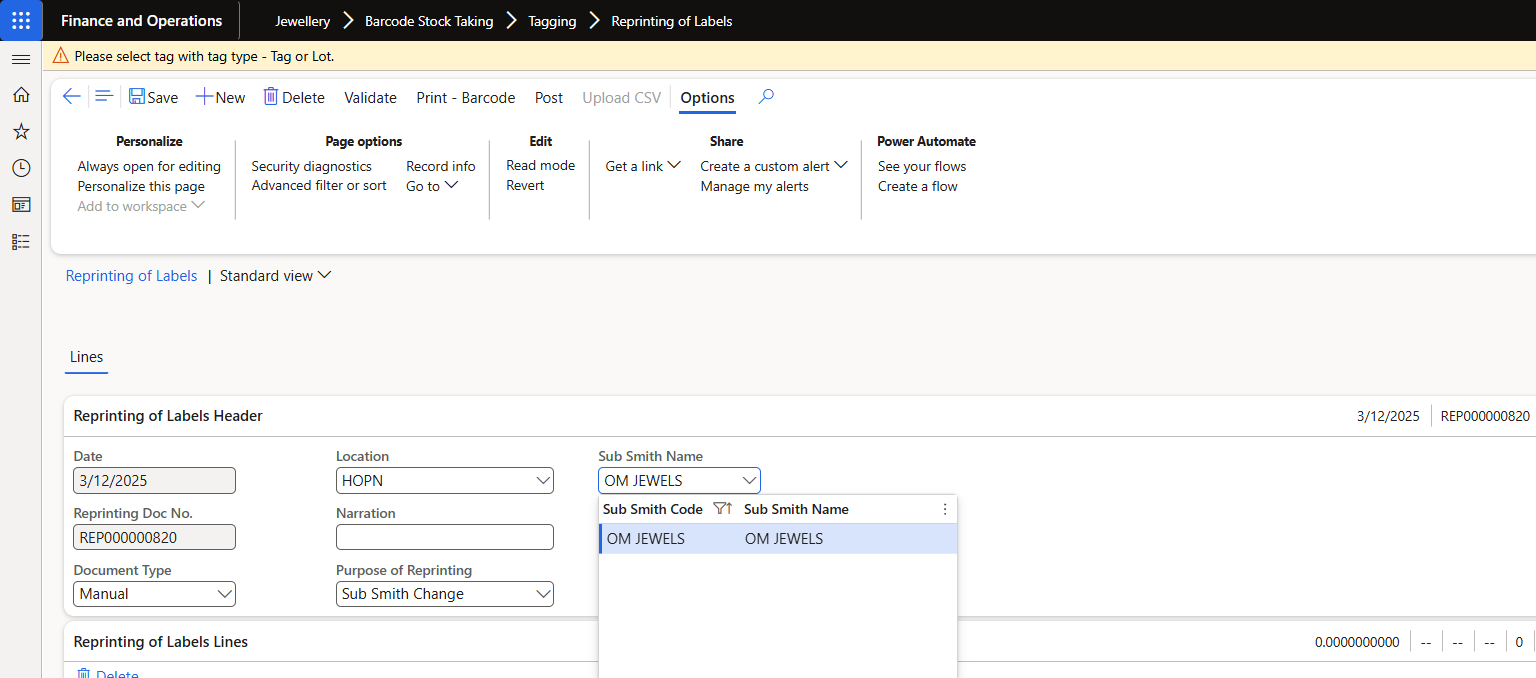 Finance and Operations Jewellery Barcode Stock Taking Tagging Reprinting of Labels
Please select tag with tag type - Tag or Lot.
Save New Delete Validate Print - Barcode Post Upload CSV Options
Personalize Page options Edit Share Power Automate
Always open for editing Security diagnostics Record info Read mode Get a link Create a custom alert See your flows
Personalize this page Advanced filter or sort Go to Revert Manage my alerts Create a flow
Add to workspace
Reprinting of Labels | Standard view
Lines
Reprinting of Labels Header 3/12/2025 REP000000820
Date Location Sub Smith Name
3/12/2025 HOPN OM JEWELS
Reprinting Doc No. Narration Sub Smith Code Sub Smith Name
REP000000820 OM JEWELS OM JEWELS
Document Type Purpose of Reprinting
Manual Sub Smith Change
Reprinting of Labels Lines 0.0000000000 -- -- -- 0
Delete